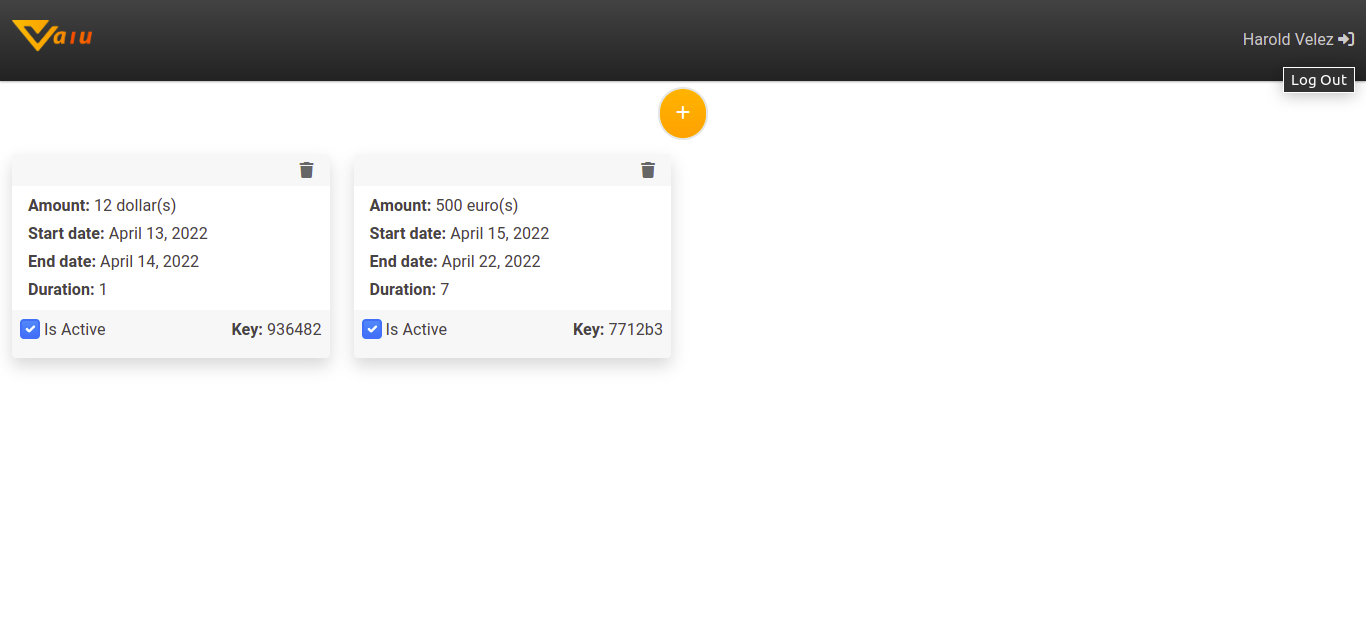 Vaiu
Harold Velez
Log Out
+
Amount: 12 dollar(s)
Start date: April 13, 2022
End date: April 14, 2022
Duration: 1
Is Active Key: 936482
Amount: 500 euro(s)
Start date: April 15, 2022
End date: April 22, 2022
Duration: 7
Is Active Key: 7712b3